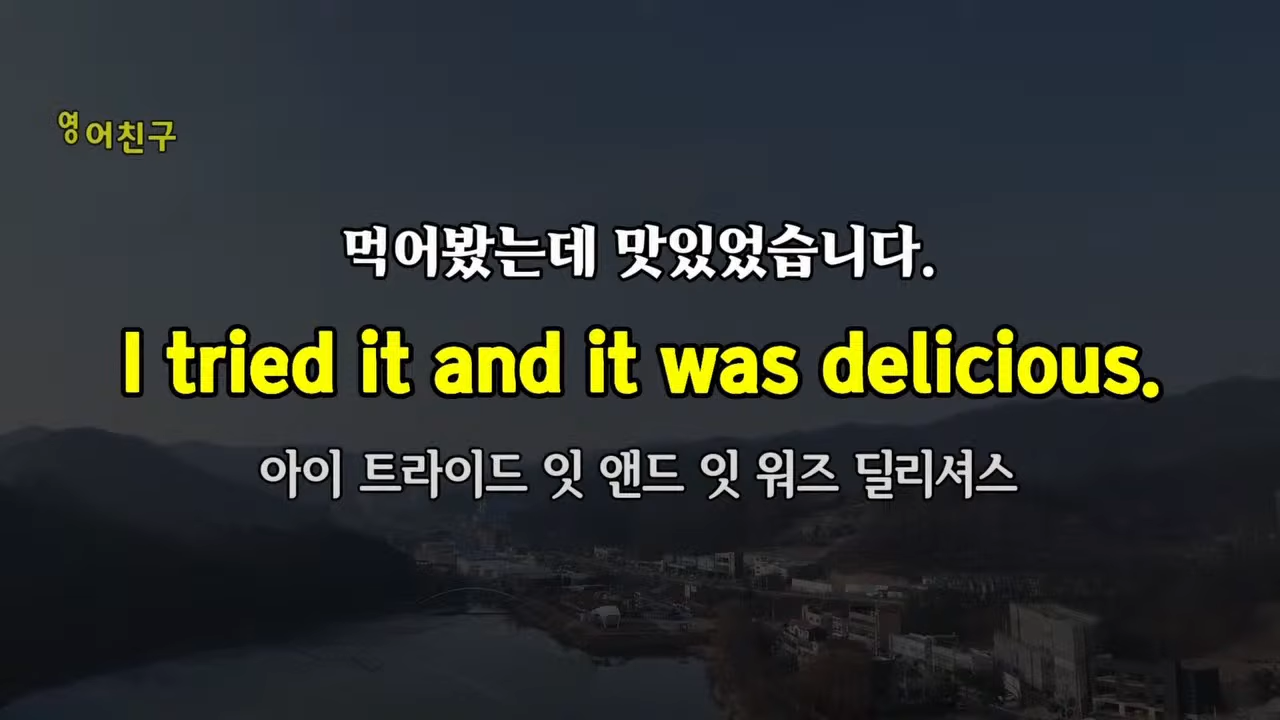 영어친구
먹어봤는데 맛있었습니다.
I tried it and it was delicious.
아이 트라이드 잇 앤드 잇 워즈 딜리셔스